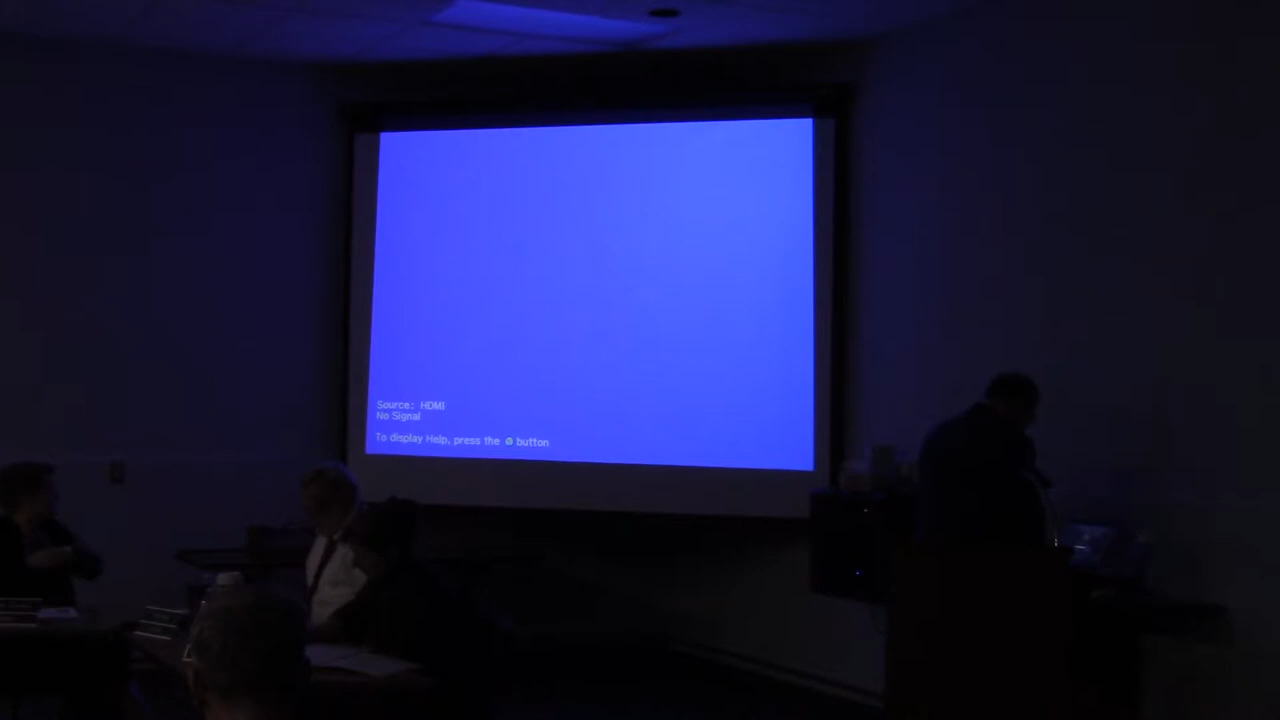 Source: HDMI
No Signal
To display Help, press the button